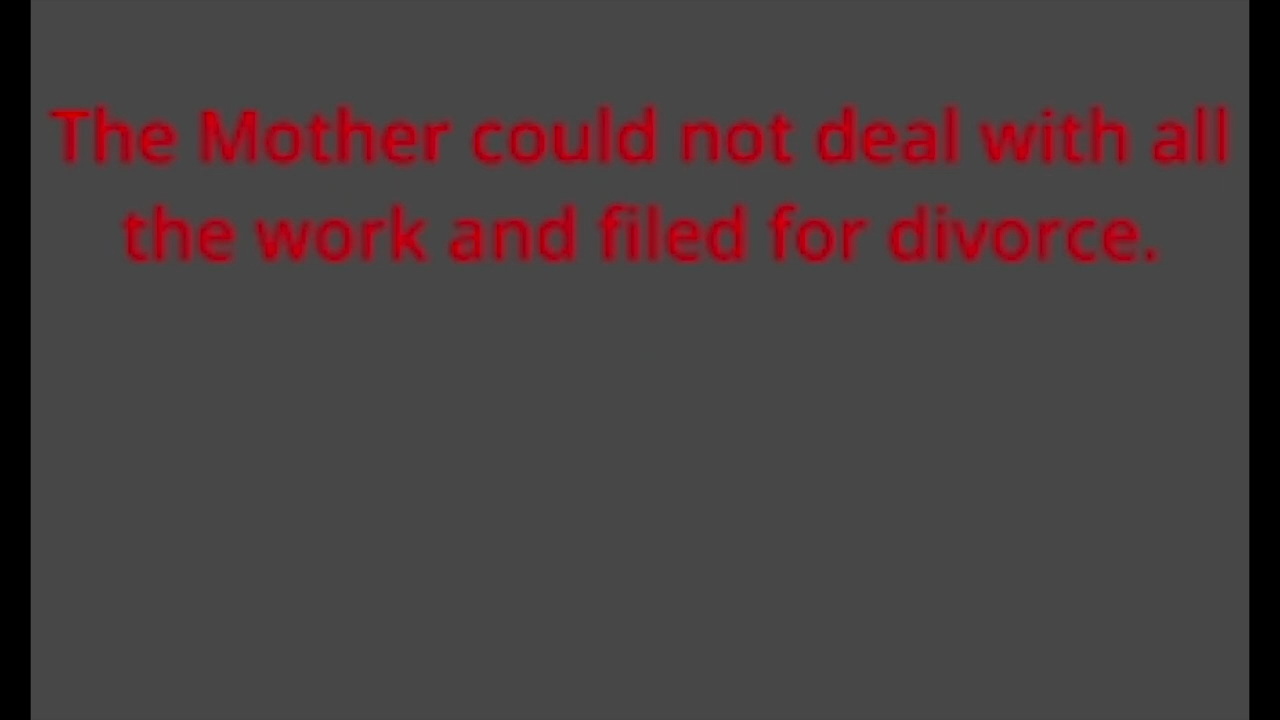 The Mother could not deal with all
the work and filed for divorce.